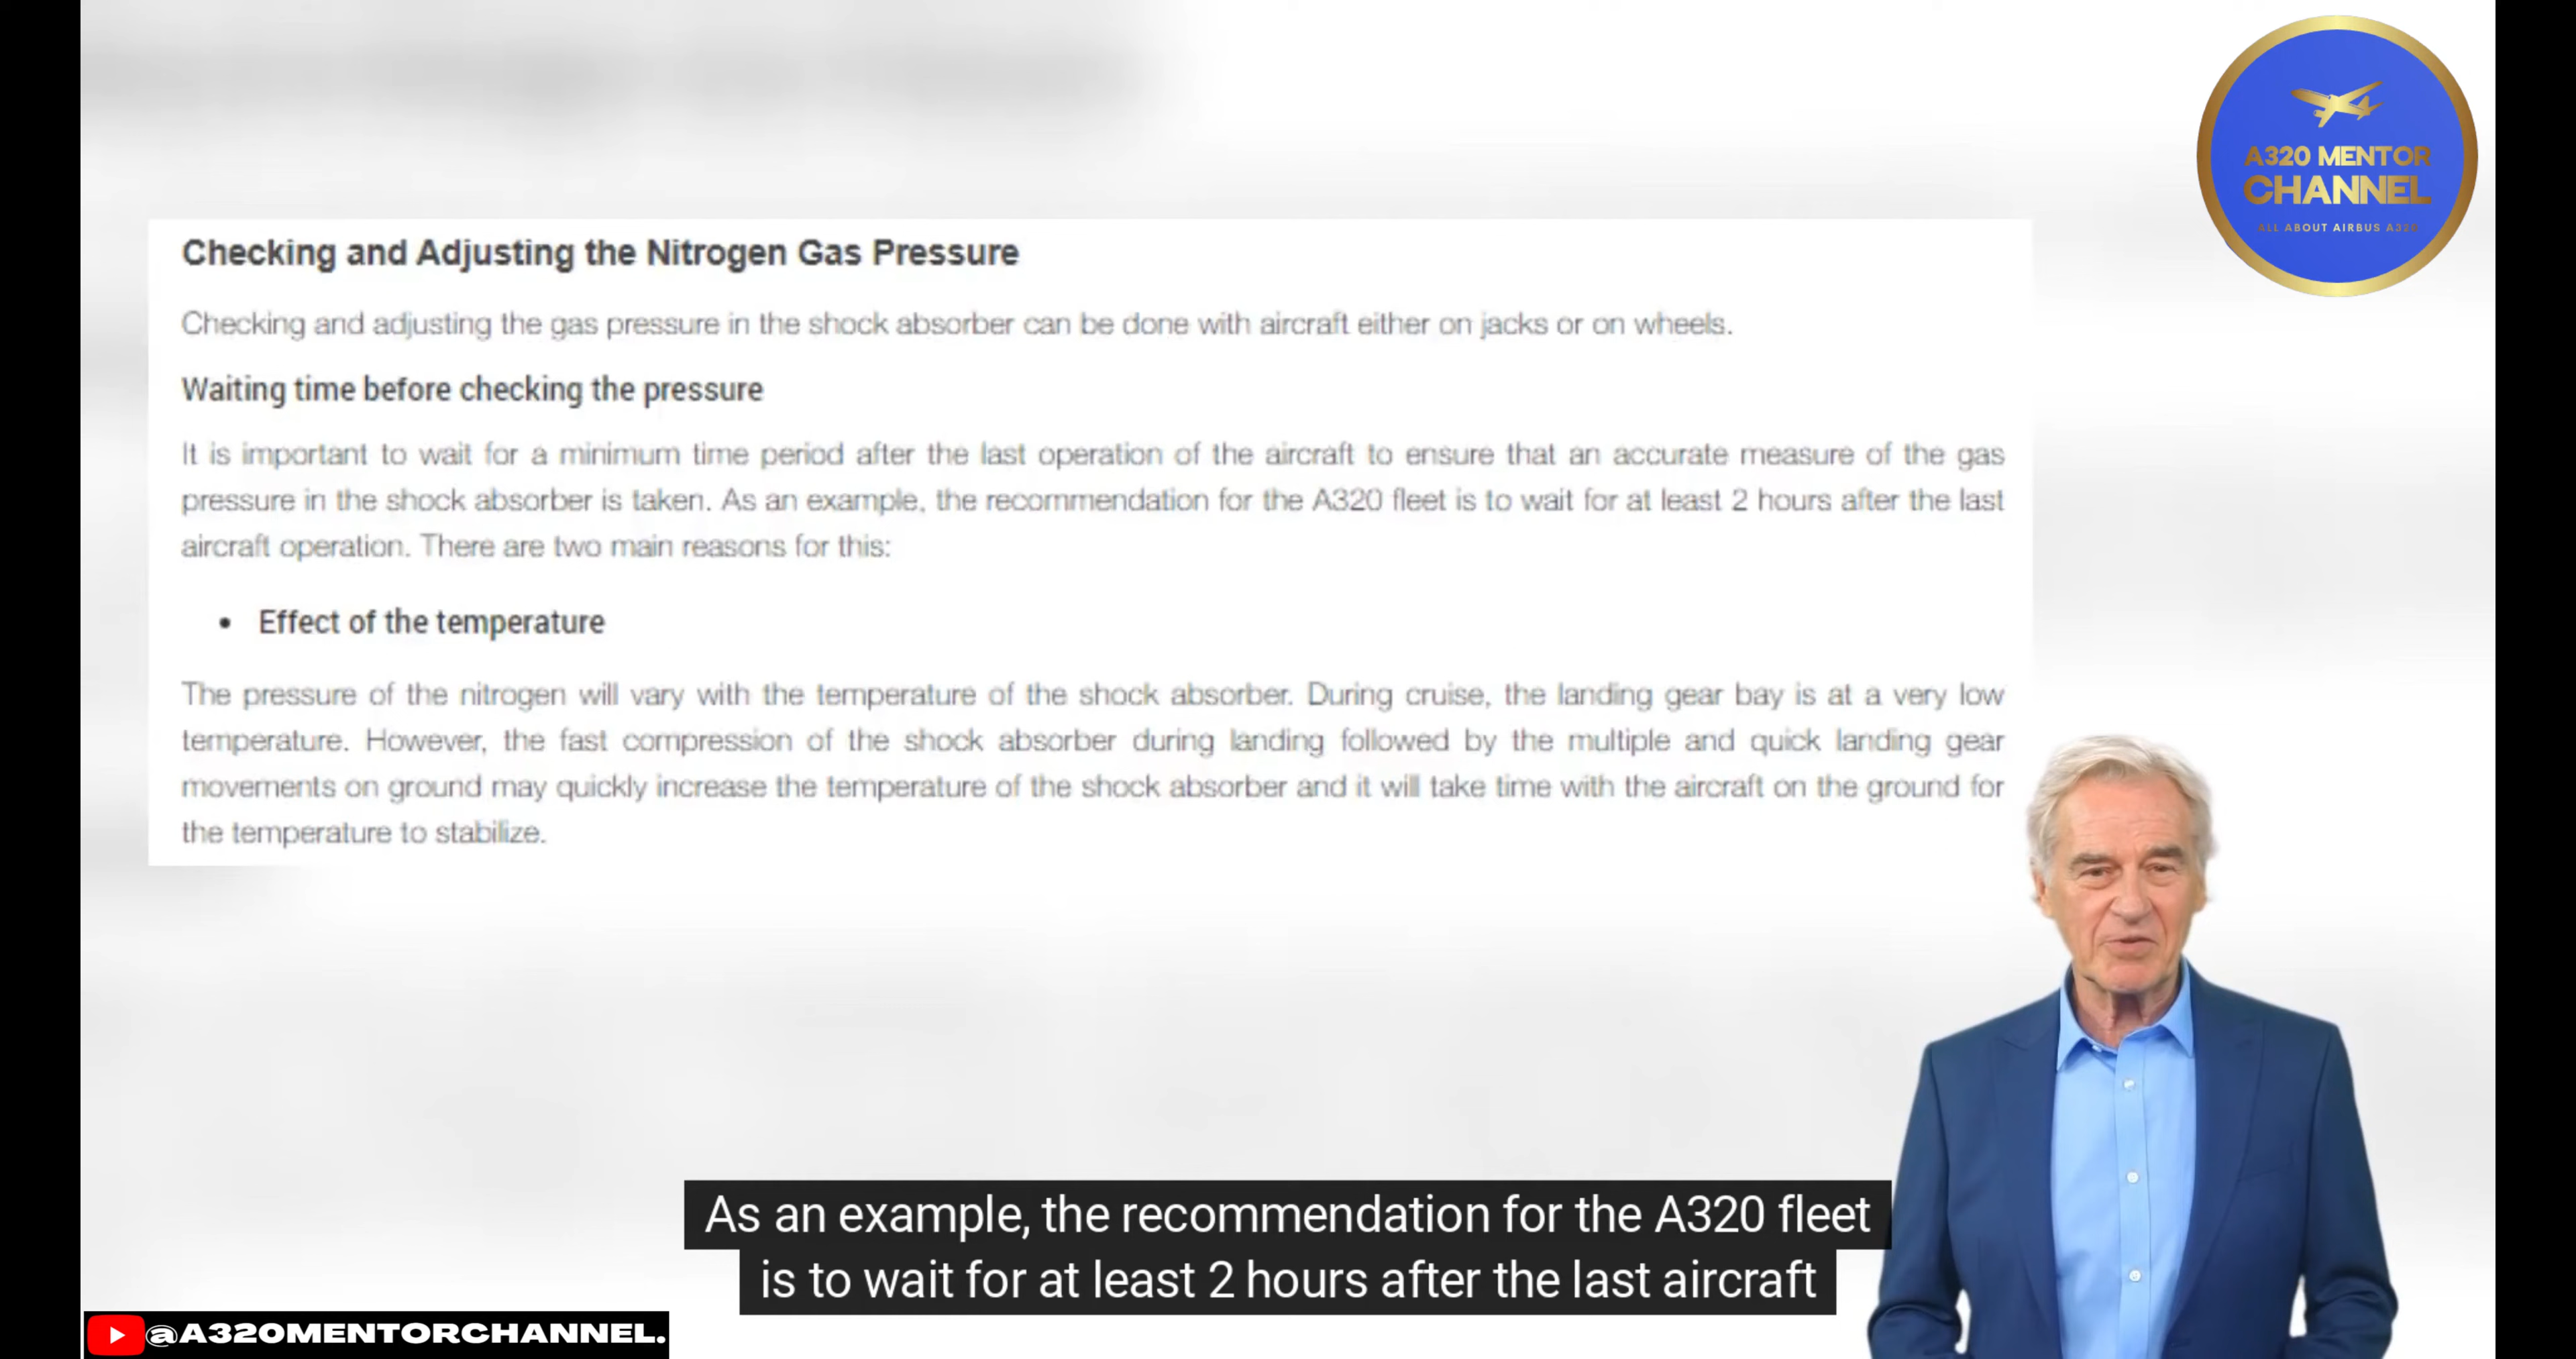 A320 MENTOR
CHANNEL
ALL ABOUT AIRBUS A320
Checking and Adjusting the Nitrogen Gas Pressure
Checking and adjusting the gas pressure in the shock absorber can be done with aircraft either on jacks or on wheels.
Waiting time before checking the pressure
It is important to wait for a minimum time period after the last operation of the aircraft to ensure that an accurate measure of the gas
pressure in the shock absorber is taken. As an example, the recommendation for the A320 fleet is to wait for at least 2 hours after the last
aircraft operation. There are two main reasons for this:
• Effect of the temperature
The pressure of the nitrogen will vary with the temperature of the shock absorber. During cruise, the landing gear bay is at a very low
temperature. However, the fast compression of the shock absorber during landing followed by the multiple and quick landing gear
movements on ground may quickly increase the temperature of the shock absorber and it will take time with the aircraft on the ground for
the temperature to stabilize.
As an example, the recommendation for the A320 fleet
is to wait for at least 2 hours after the last aircraft
@A320MENTORCHANNEL.